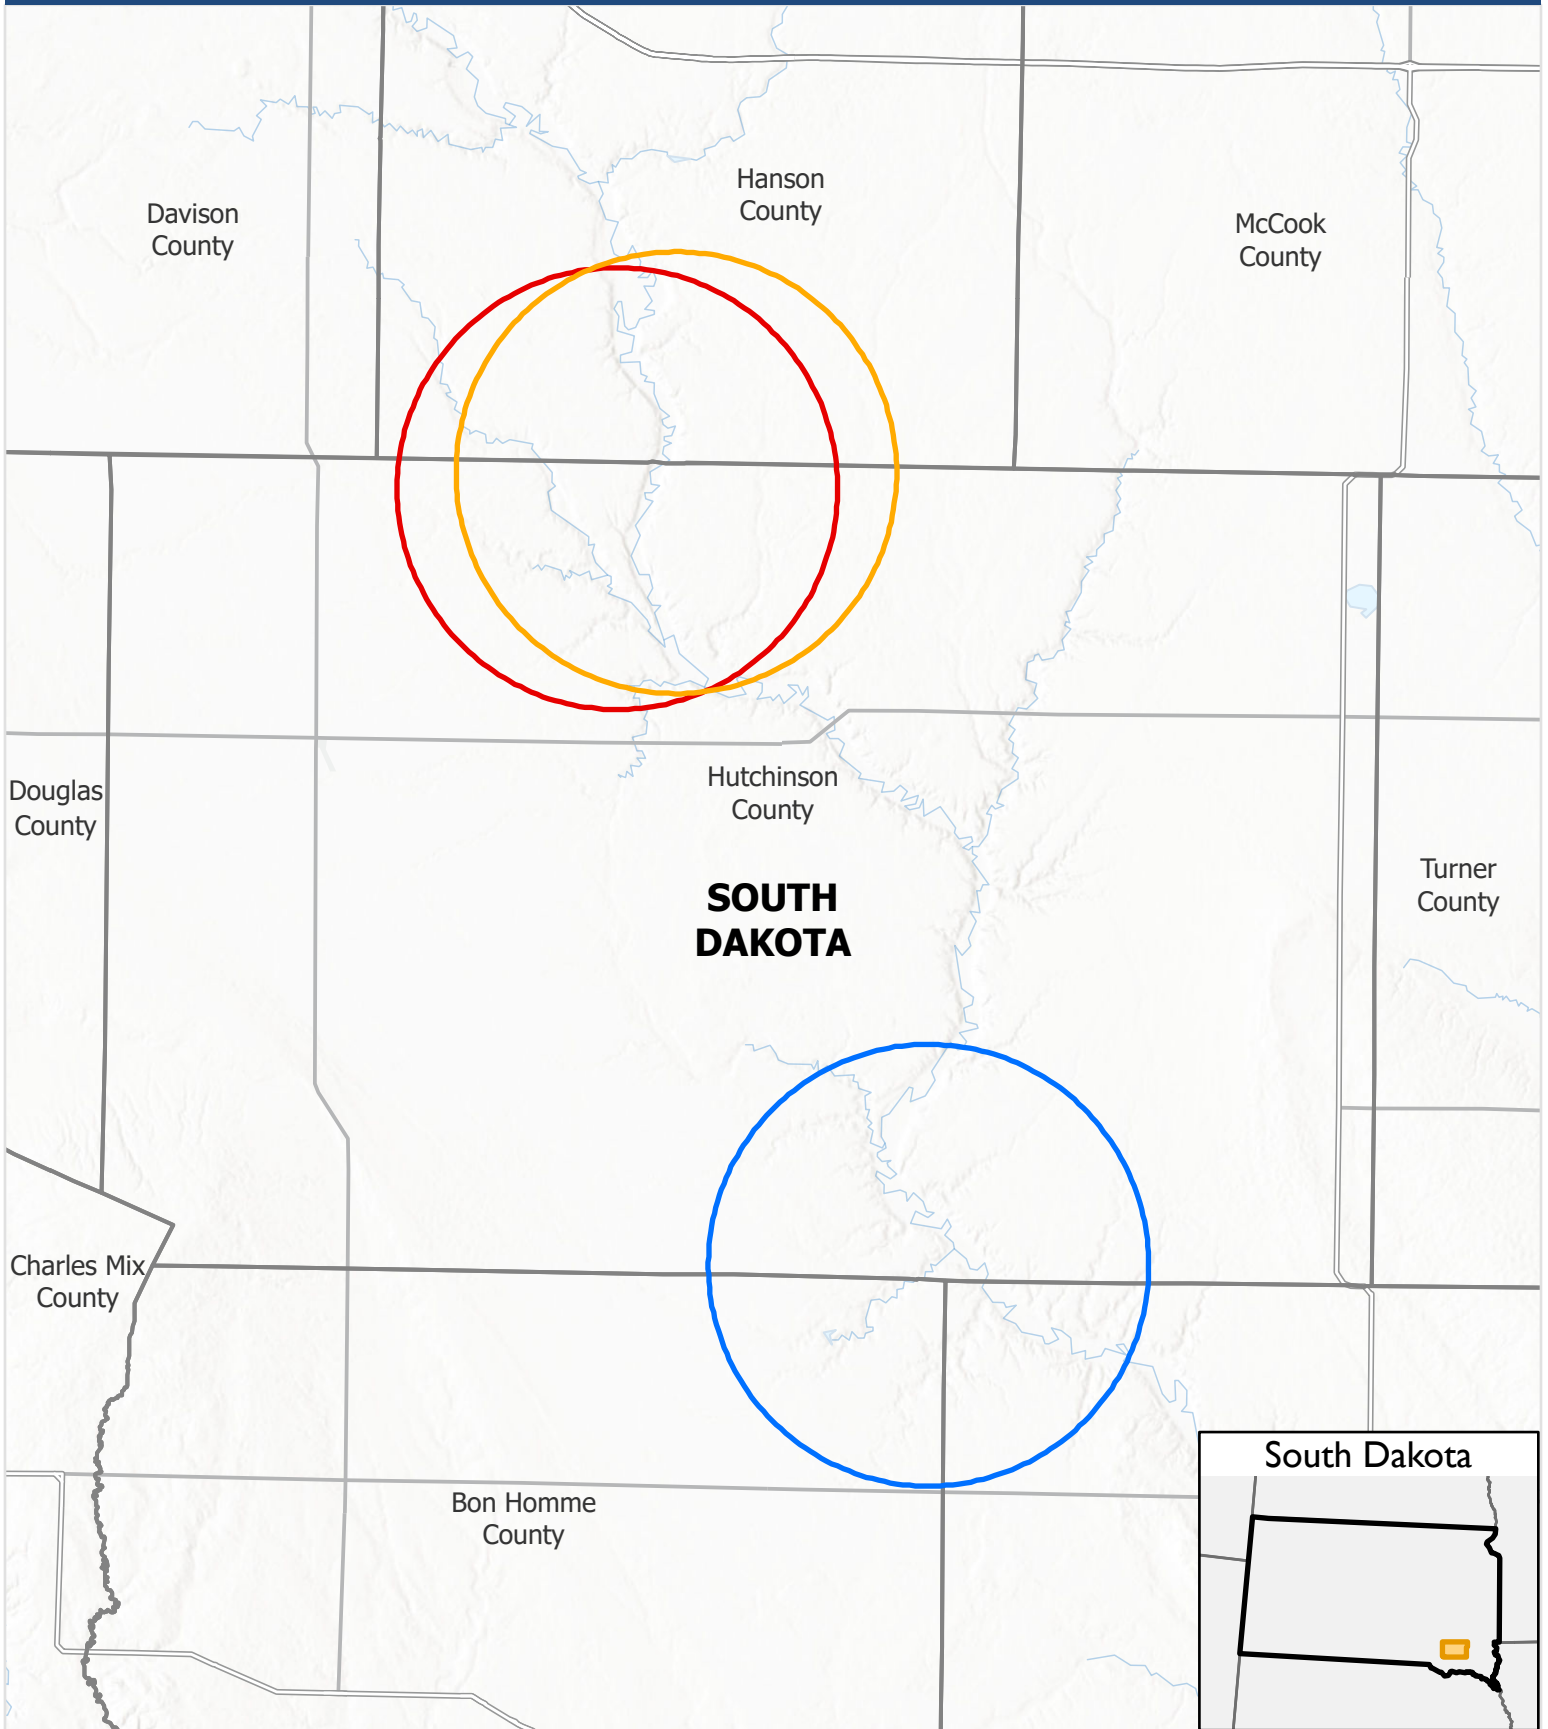 Hanson
County
Davison
County
McCook
County
Hutchinson
County
Douglas
County
SOUTH
DAKOTA
Turner
County
Charles Mix
County
South Dakota
Bon Homme
County